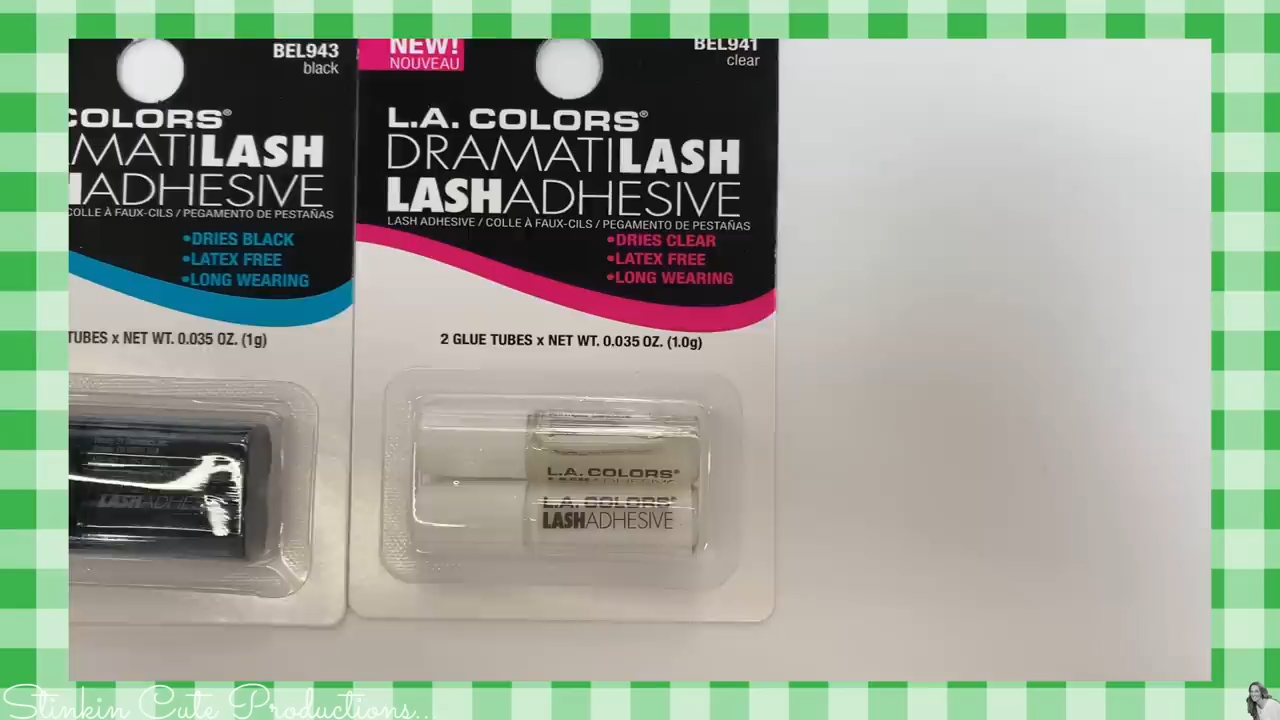 BEL943
black
COLORS®
MATILASH
ADHESIVE
COLLE À FAUX-CILS / PEGAMENTO DE PESTAÑAS
•DRIES BLACK
•LATEX FREE
•LONG WEARING
TUBES x NET WT. 0.035 OZ. (1g)
LASHADHESIVE
NEW!
NOUVEAU
BEL941
clear
L.A. COLORS®
DRAMATILASH
LASHADHESIVE
LASH ADHESIVE / COLLE À FAUX-CILS / PEGAMENTO DE PESTAÑAS
•DRIES CLEAR
•LATEX FREE
•LONG WEARING
2 GLUE TUBES x NET WT. 0.035 OZ. (1.0g)
L.A. COLORS®
LASHADHESIVE
L.A. COLORS®
LASHADHESIVE
Stinkin Cute Productions...